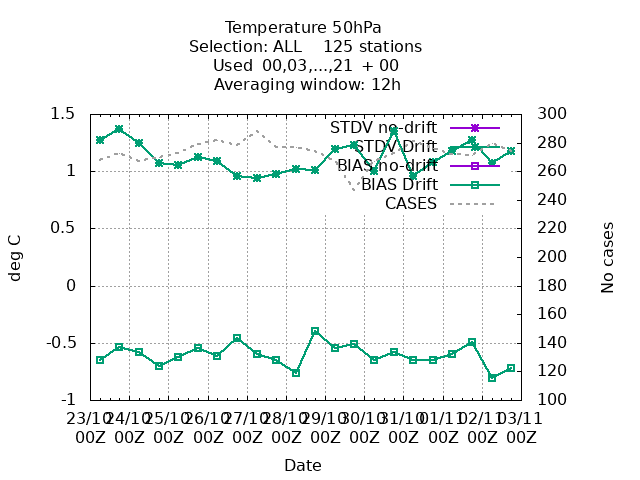 Temperature 50hPa
Selection: ALL 125 stations
Used 00,03,...,21 + 00
Averaging window: 12h
1.5 300
STDV no-drift
280
STDV Drift
1 BIAS no-drift 260
BIAS Drift
240
CASES
0.5 220
deg C
200
No cases
0 180
160
-0.5 140
120
-1 100
23/10 24/10 25/10 26/10 27/10 28/10 29/10 30/10 31/10 01/11 02/11 03/11
00Z 00Z 00Z 00Z 00Z 00Z 00Z 00Z 00Z 00Z 00Z 00Z
Date